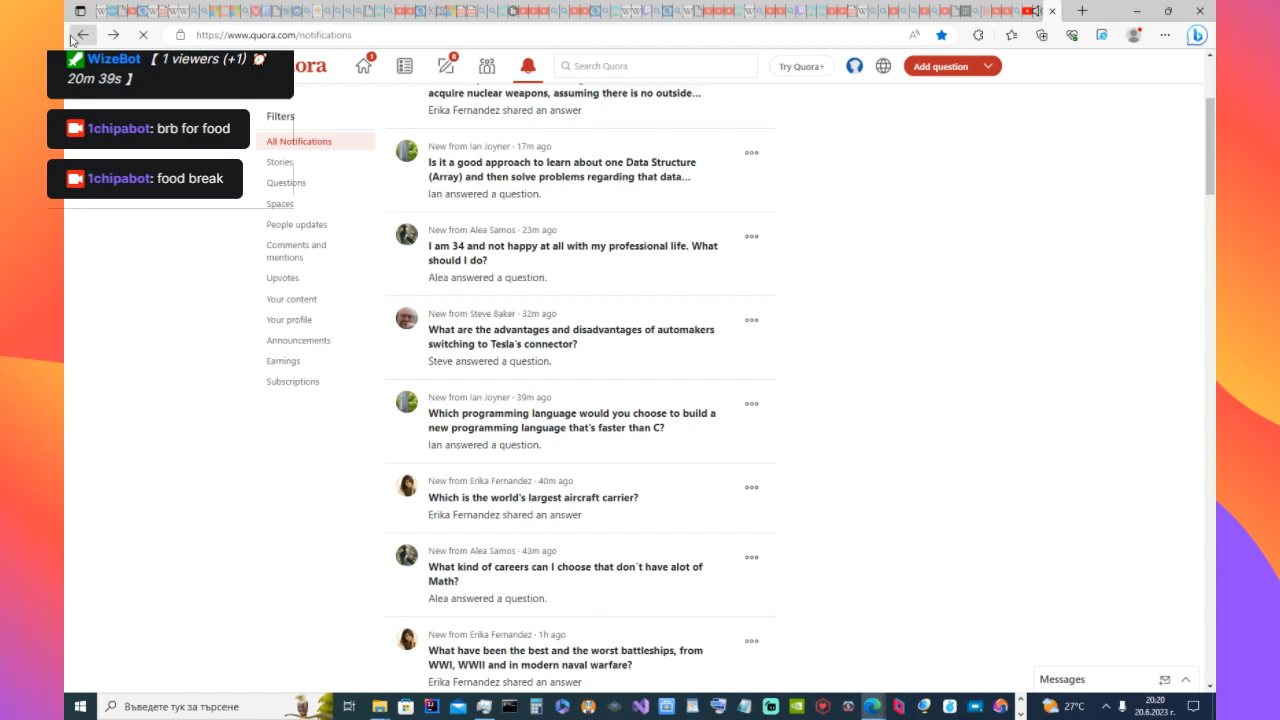 https://www.quora.com/notifications
WizeBot [ 1 viewers (+1)
20m 39s ]
1chipabot: brb for food
1chipabot: food break
ora
1
8
Search Quora
Try Quora+
Add question
Filters
All Notifications
Stories
Questions
Spaces
People updates
Comments and
mentions
Upvotes
Your content
Your profile
Announcements
Earnings
Subscriptions
acquire nuclear weapons, assuming there is no outside...
Erika Fernandez shared an answer
New from Ian Joyner · 17m ago
Is it a good approach to learn about one Data Structure
(Array) and then solve problems regarding that data...
Ian answered a question.
New from Alea Samos · 23m ago
I am 34 and not happy at all with my professional life. What
should I do?
Alea answered a question.
New from Steve Baker · 32m ago
What are the advantages and disadvantages of automakers
switching to Tesla's connector?
Steve answered a question.
New from Ian Joyner · 39m ago
Which programming language would you choose to build a
new programming language that's faster than C?
Ian answered a question.
New from Erika Fernandez · 40m ago
Which is the world's largest aircraft carrier?
Erika Fernandez shared an answer
New from Alea Samos · 43m ago
What kind of careers can I choose that don´t have alot of
Math?
Alea answered a question.
New from Erika Fernandez · 1h ago
What have been the best and the worst battleships, from
WWI, WWII and in modern naval warfare?
Erika Fernandez shared an answer
Messages
Въведете тук за търсене
27°C
20:20
20.6.2023 г.